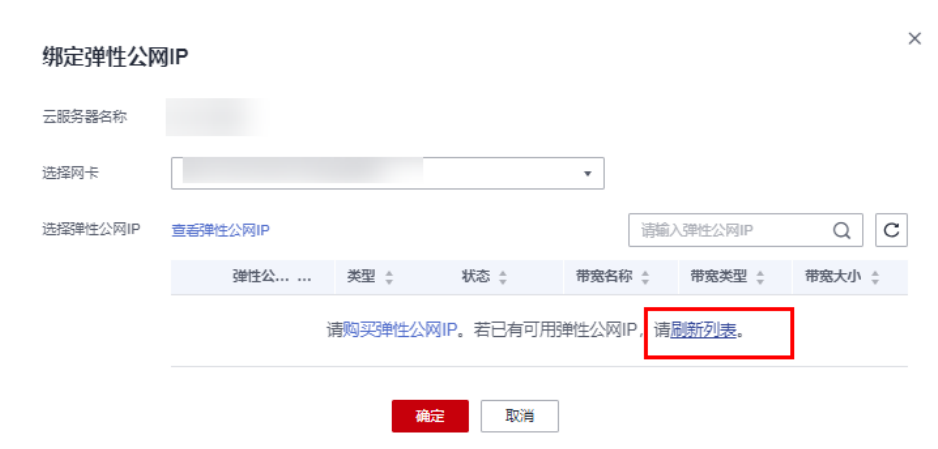 绑定弹性公网IP
云服务器名称
选择网卡
选择弹性公网IP 查看弹性公网IP 请输入弹性公网IP
弹性公... ... 类型 状态 带宽名称 带宽类型 带宽大小
请购买弹性公网IP。若已有可用弹性公网IP，请刷新列表。
确定 取消